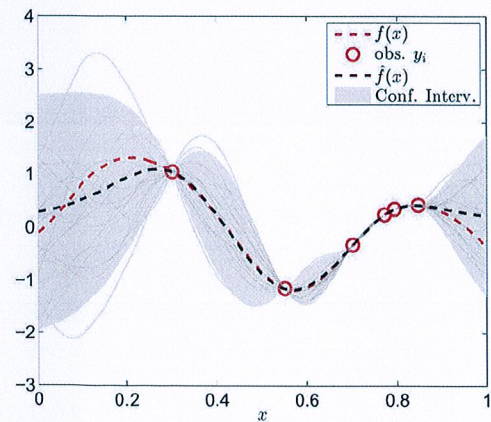 4
3
2
1
0
−1
−2
−3
0
0.2
0.4
0.6
0.8
1
x
f(x)
obs. yᵢ
f̂(x)
Conf. Interv.